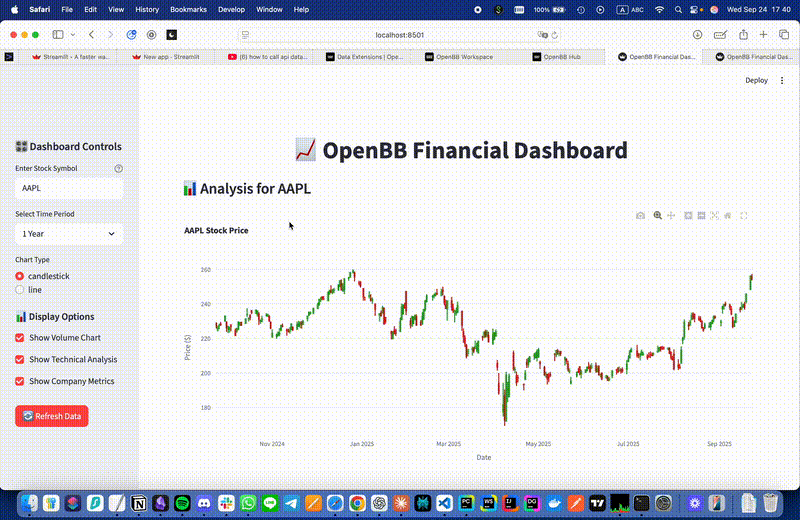 Safari File Edit View History Bookmarks Develop Window Help
100% A ABC Wed Sep 24 17 40
localhost:8501
Streamlit • A faster wa...
New app · Streamlit
(6) how to call api data...
Data Extensions | Ope...
OpenBB Workspace
OpenBB Hub
OpenBB Financial Das...
OpenBB Financial Das...
Deploy
Dashboard Controls
Enter Stock Symbol
AAPL
Select Time Period
1 Year
Chart Type
candlestick
line
Display Options
Show Volume Chart
Show Technical Analysis
Show Company Metrics
Refresh Data
OpenBB Financial Dashboard
Analysis for AAPL
AAPL Stock Price
Price ($)
260
240
220
200
180
Nov 2024 Jan 2025 Mar 2025 May 2025 Jul 2025 Sep 2025
Date